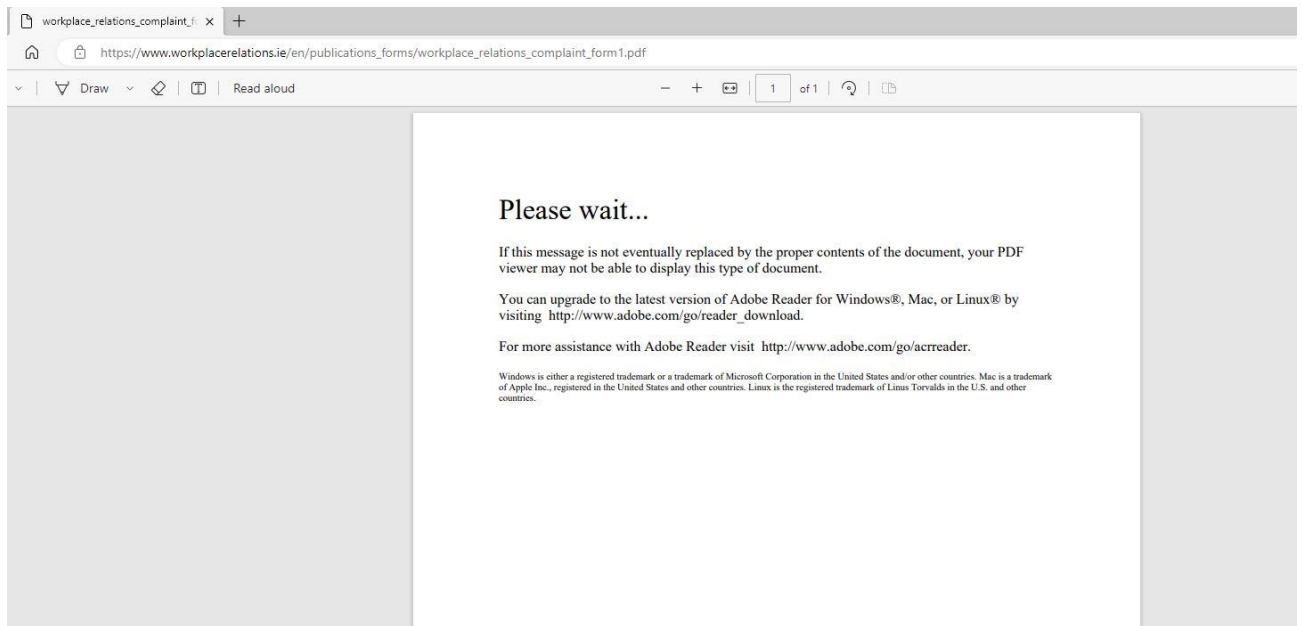 workplace_relations_complaint_f
https://www.workplacerelations.ie/en/publications_forms/workplace_relations_complaint_form1.pdf
Draw Read aloud 1 of 1
Please wait...
If this message is not eventually replaced by the proper contents of the document, your PDF
viewer may not be able to display this type of document.
You can upgrade to the latest version of Adobe Reader for Windows®, Mac, or Linux® by
visiting http://www.adobe.com/go/reader_download.
For more assistance with Adobe Reader visit http://www.adobe.com/go/acrreader.
Windows is either a registered trademark or a trademark of Microsoft Corporation in the United States and/or other countries. Mac is a trademark
of Apple Inc., registered in the United States and other countries. Linux is the registered trademark of Linus Torvalds in the U.S. and other
countries.